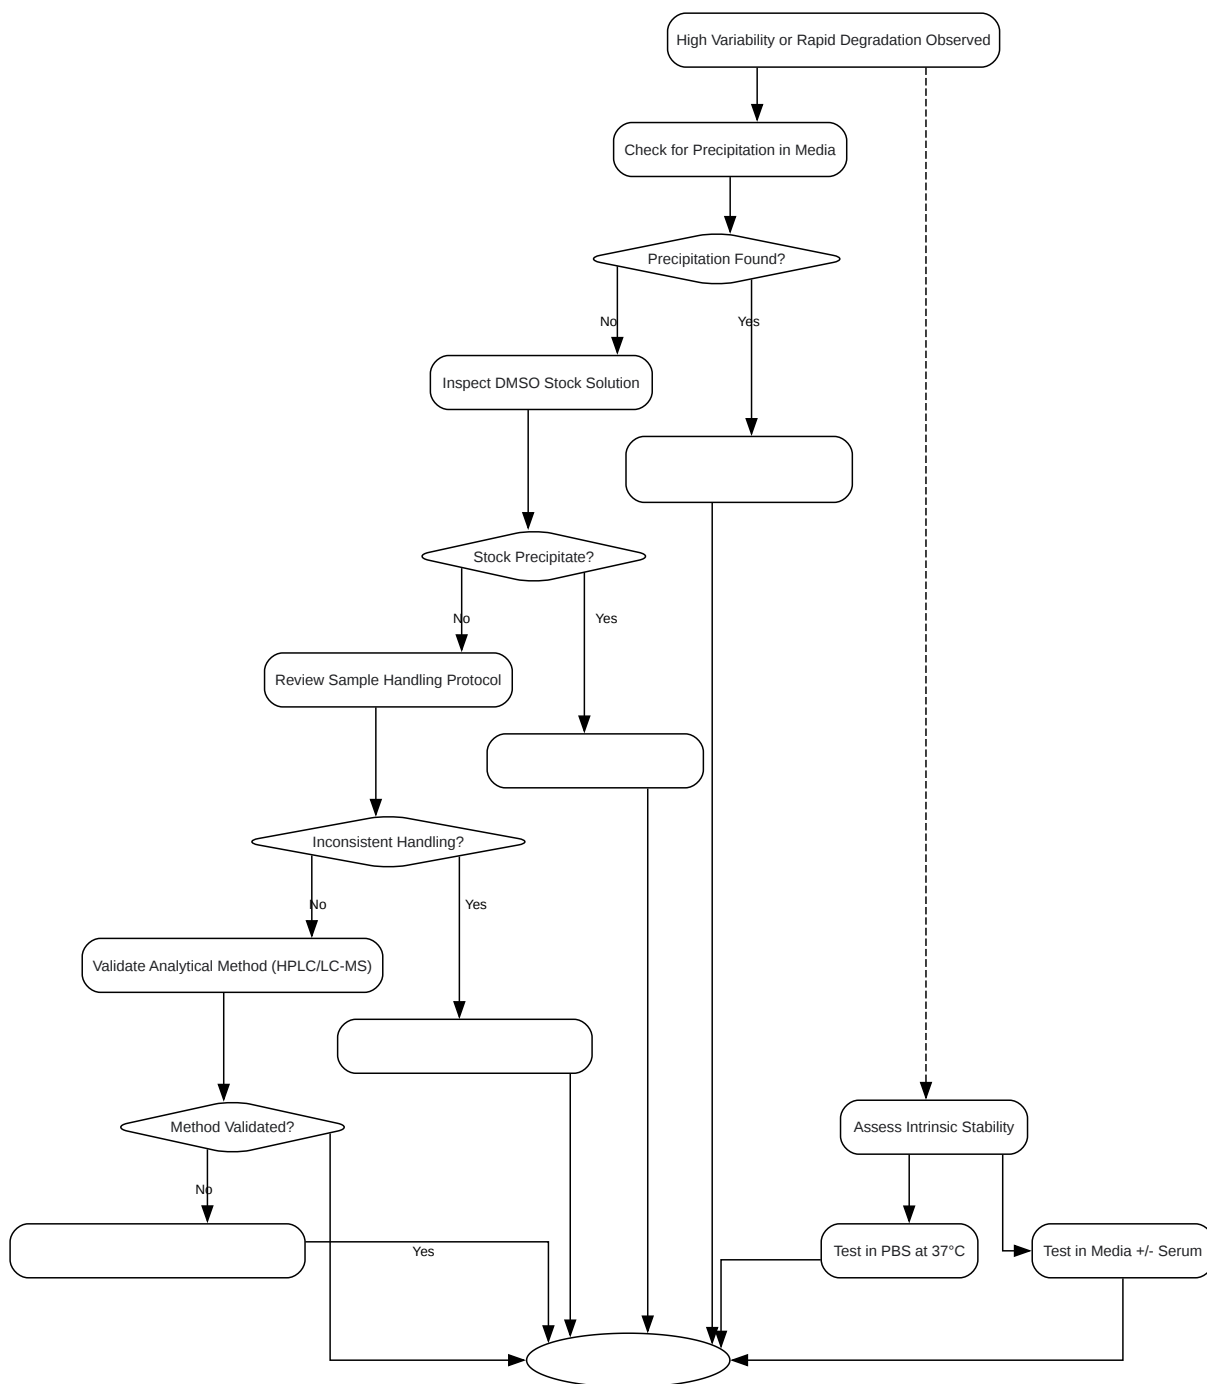 High Variability or Rapid Degradation Observed
Check for Precipitation in Media
Precipitation Found?
No
Yes
Inspect DMSO Stock Solution
Stock Precipitate?
No
Yes
Review Sample Handling Protocol
Inconsistent Handling?
No
Yes
Validate Analytical Method (HPLC/LC-MS)
Method Validated?
Assess Intrinsic Stability
No
Yes
Test in PBS at 37°C
Test in Media +/- Serum